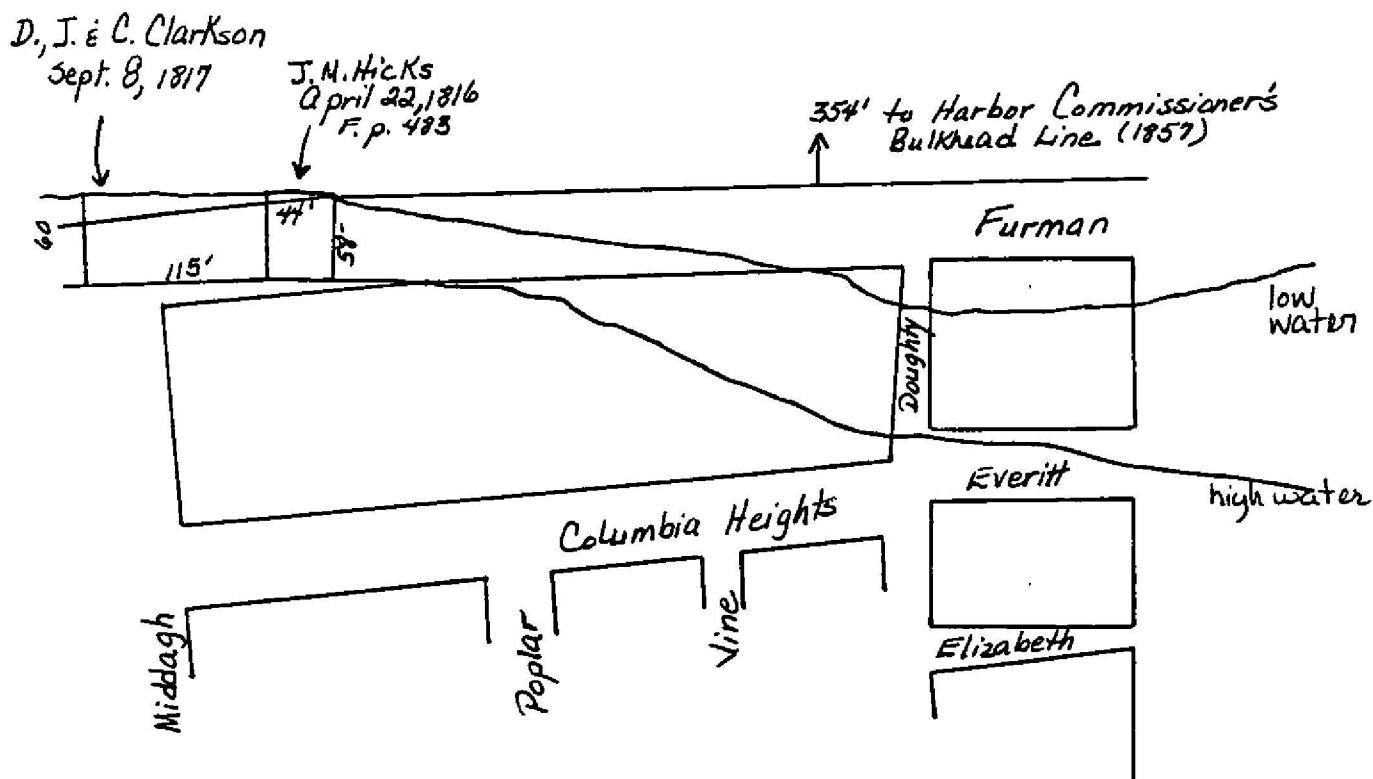 D., J. & C. Clarkson
Sept. 8, 1817
J. M. Hicks
April 22, 1816
F. p. 483
354' to Harbor Commissioner's
Bulkhead Line (1857)
60
44'
58'
115'
Furman
low
water
Doughty
Everitt
high water
Columbia Heights
Middagh
Poplar
Vine
Elizabeth